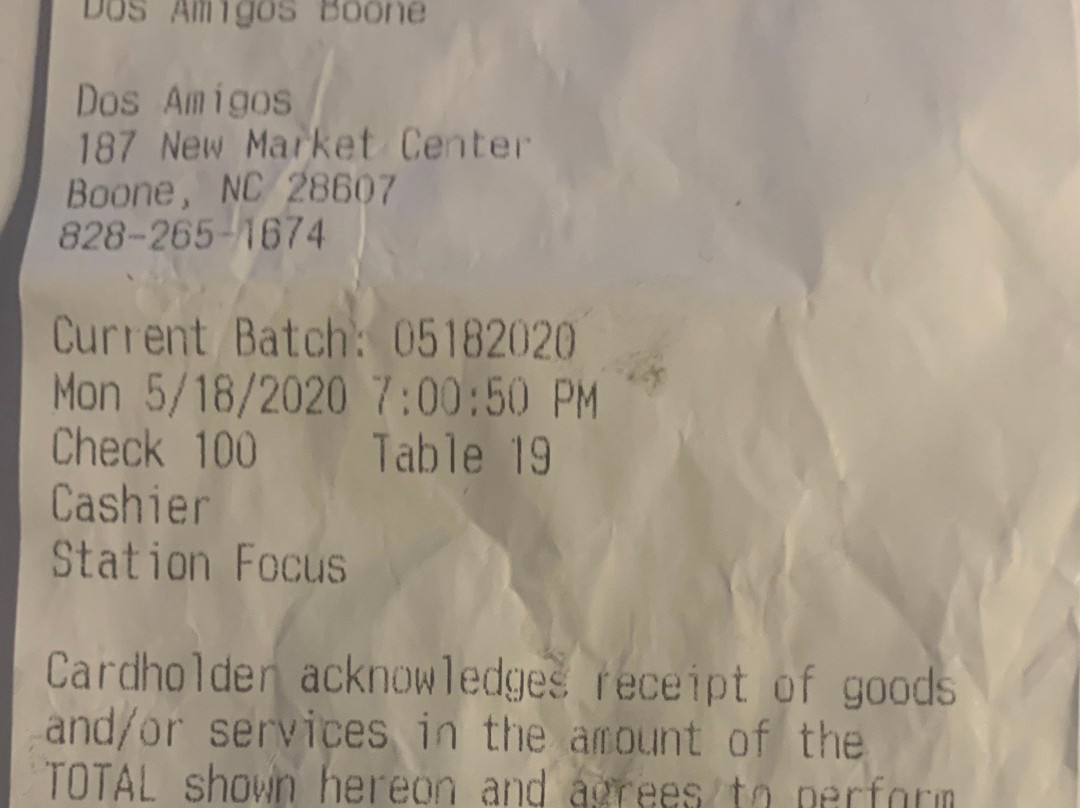 Dos Amigos Boone
Dos Amigos
187 New Market Center
Boone, NC 28607
828-265-1674
Current Batch: 05182020
Mon 5/18/2020 7:00:50 PM
Check 100 Table 19
Cashier
Station Focus
Cardholder acknowledges receipt of goods
and/or services in the amount of the
TOTAL shown hereon and agrees to perform